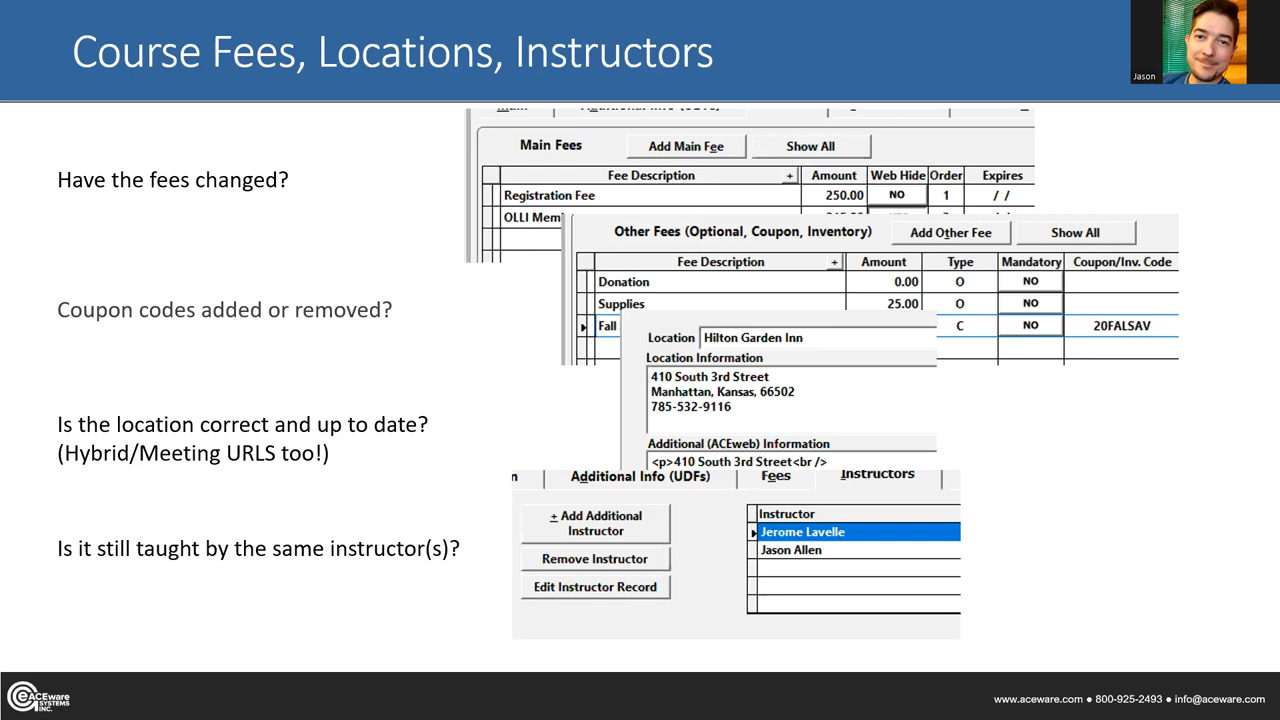 Course Fees, Locations, Instructors
Jason
Main Fees
Add Main Fee
Show All
Fee Description + Amount Web Hide Order Expires
Registration Fee 250.00 NO 1 / /
OLLI
Have the fees changed?
Other Fees (Optional, Coupon, Inventory)
Add Other Fee
Show All
Fee Description + Amount Type Mandatory Coupon/Inv. Code
Donation 0.00 O NO
Supplies 25.00 O NO
Fall C NO 20FALSAV
Coupon codes added or removed?
Location Hilton Garden Inn
Location Information
410 South 3rd Street
Manhattan, Kansas, 66502
785-532-9116
Additional (ACEweb) Information
<p>410 South 3rd Street<br />
Is the location correct and up to date?
(Hybrid/Meeting URLS too!)
Additional Info (UDFs) Fees Instructors
+ Add Additional
Instructor
Remove Instructor
Edit Instructor Record
Instructor
Jerome Lavelle
Jason Allen
Is it still taught by the same instructor(s)?
ACEware
SYSTEMS
INC.
www.aceware.com ● 800-925-2493 ● info@aceware.com